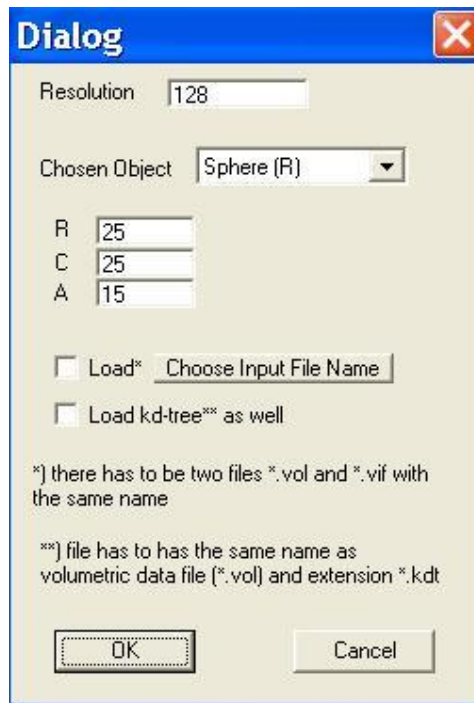 Dialog
Resolution 128
Chosen Object Sphere (R)
R 25
C 25
A 15
Load* Choose Input File Name
Load kd-tree** as well
*) there has to be two files *.vol and *.vif with
the same name
**) file has to has the same name as
volumetric data file (*.vol) and extension *.kdt
OK Cancel